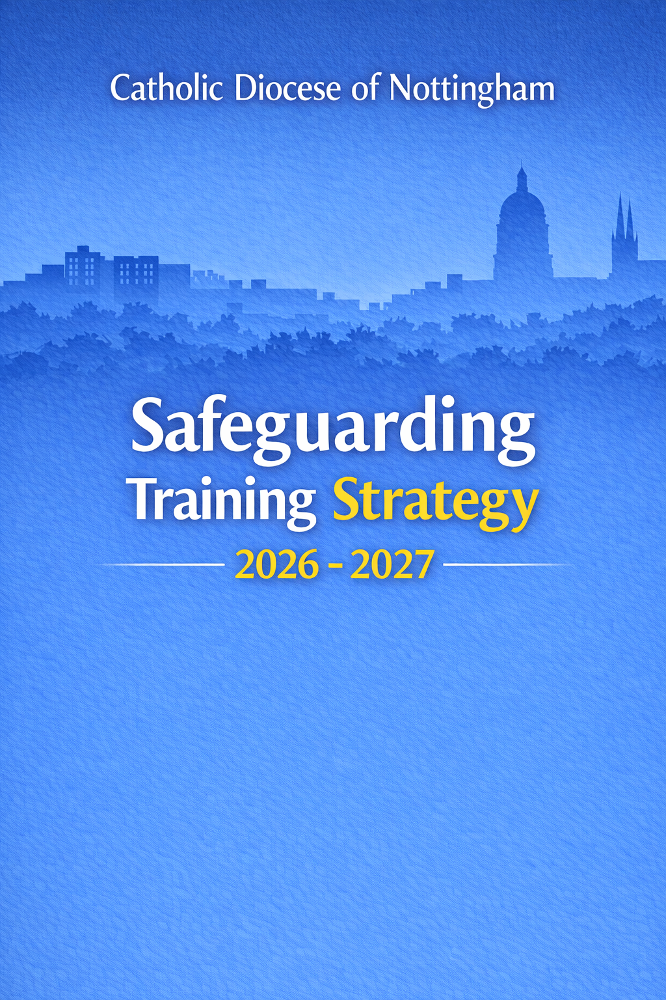 Catholic Diocese of Nottingham
Safeguarding
Training Strategy
2026 - 2027